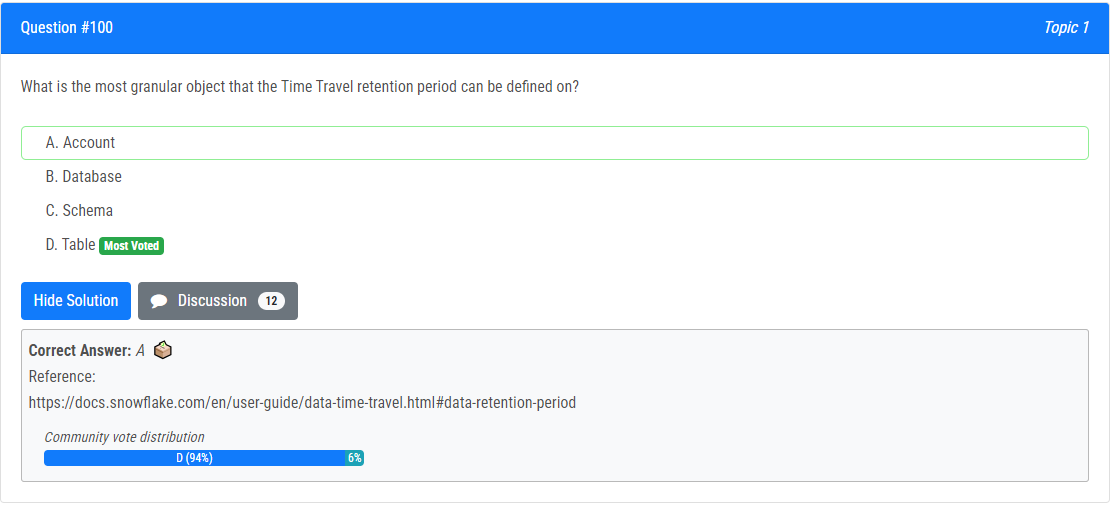 Question #100 Topic 1
What is the most granular object that the Time Travel retention period can be defined on?
A. Account
B. Database
C. Schema
D. Table Most Voted
Hide Solution Discussion 12
Correct Answer: A
Reference:
https://docs.snowflake.com/en/user-guide/data-time-travel.html#data-retention-period
Community vote distribution
D (94%) 6%